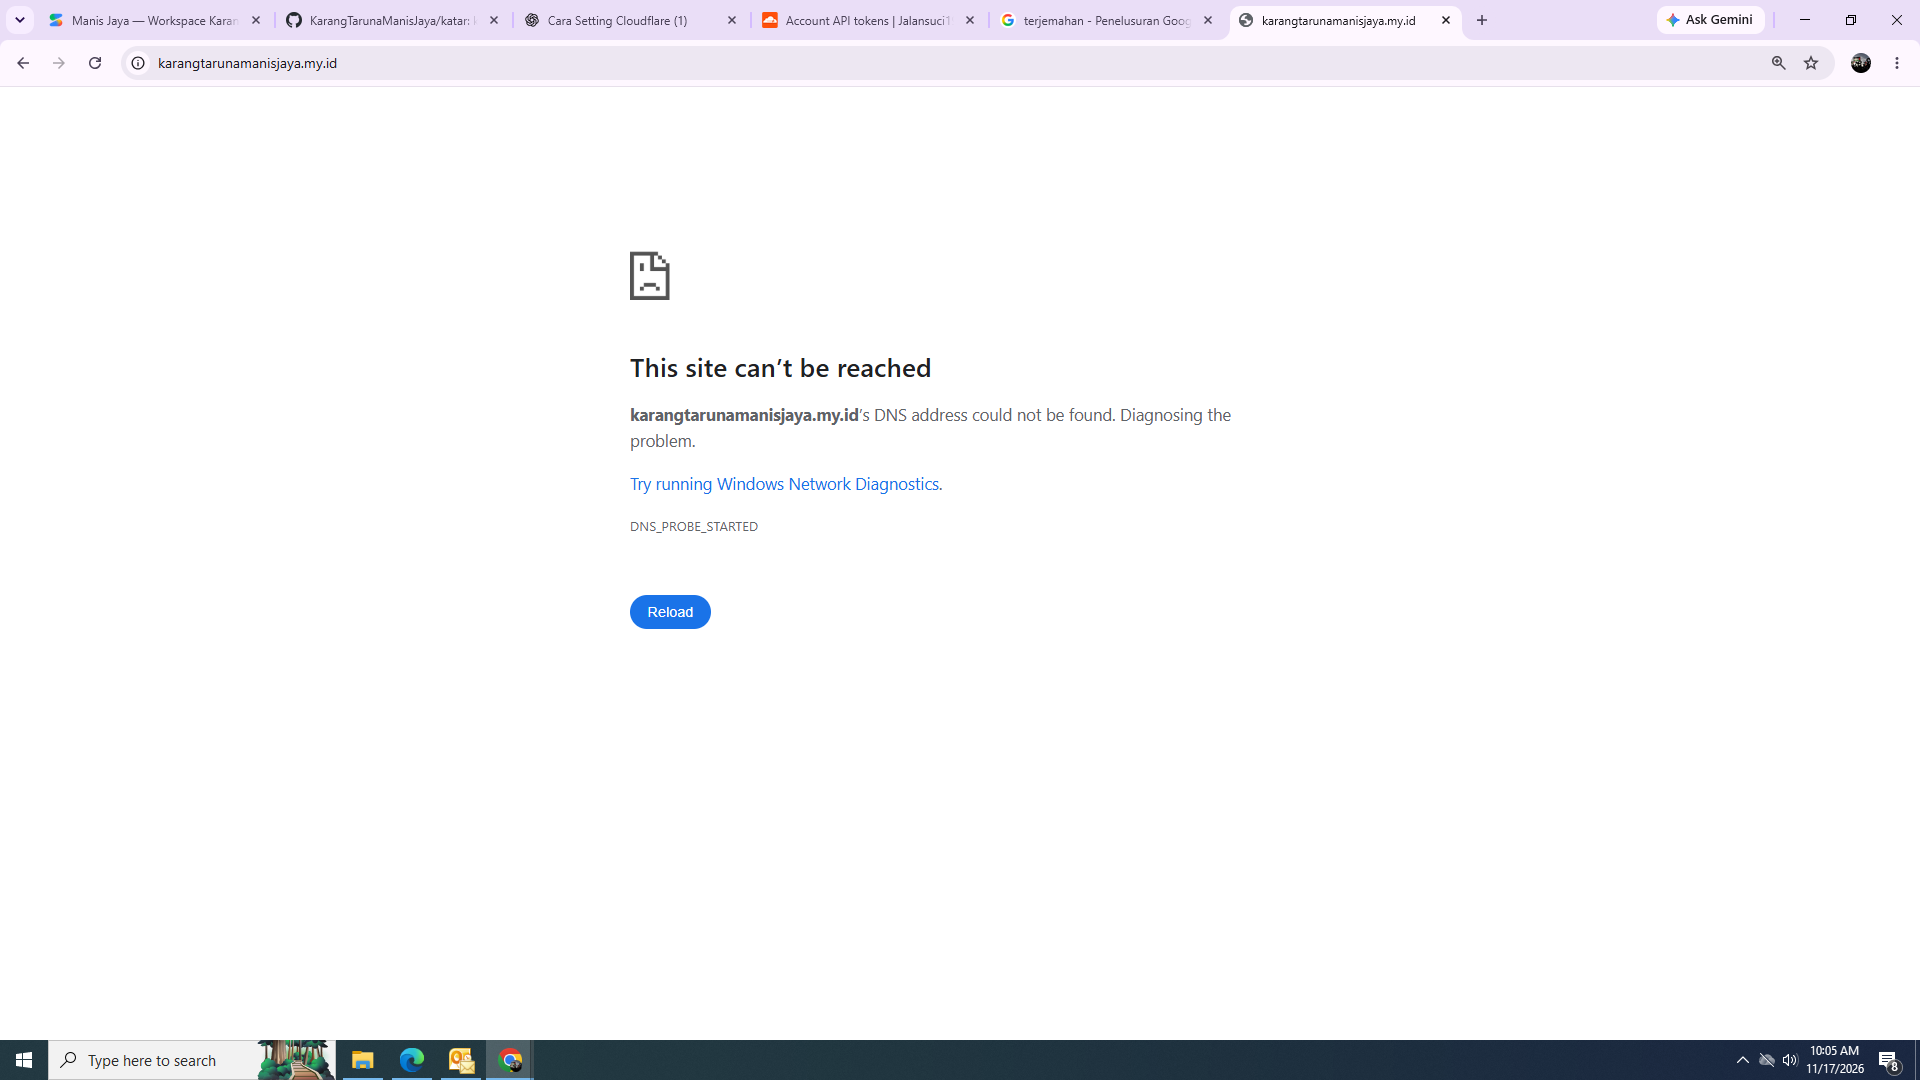 Manis Jaya — Workspace Karan
KarangTarunaManisJaya/katar: k
Cara Setting Cloudflare (1)
Account API tokens | Jalansuci1
terjemahan - Penelusuran Goog
karangtarunamanisjaya.my.id
Ask Gemini
karangtarunamanisjaya.my.id
This site can’t be reached
karangtarunamanisjaya.my.id’s DNS address could not be found. Diagnosing the
problem.
Try running Windows Network Diagnostics.
DNS_PROBE_STARTED
Reload
Type here to search
10:05 AM
11/17/2026
8